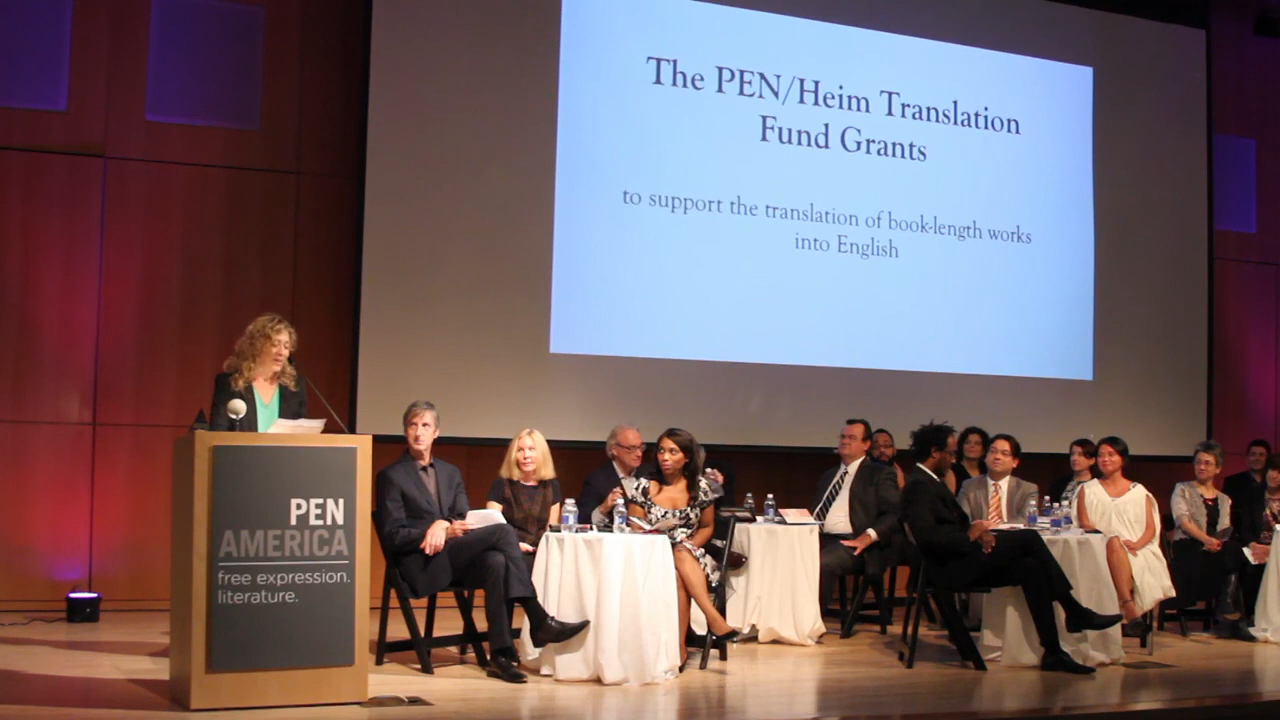 The PEN/Heim Translation
Fund Grants
to support the translation of book-length works
into English
PEN
AMERICA
free expression.
literature.